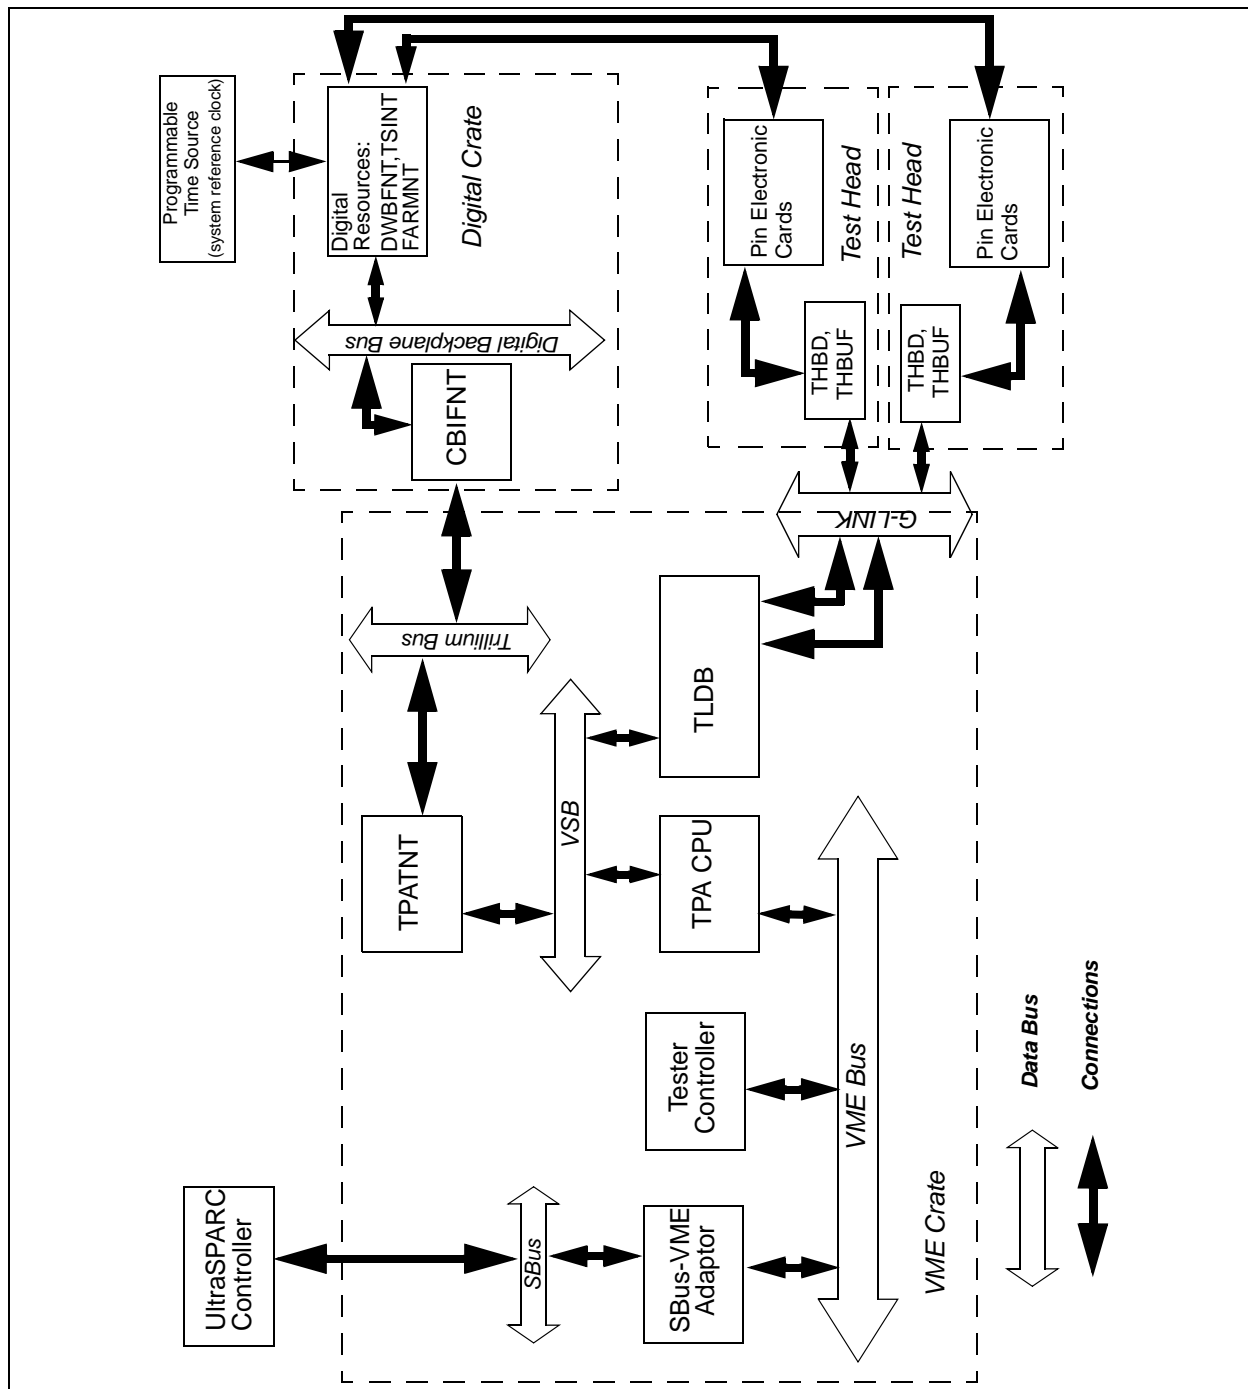 Programmable
Time Source
(system reference clock)
Digital
Resources:
DWBFNT,TSINT
FARMNT
Digital Crate
Digital Backplane Bus
CBIFNT
Pin Electronic
Cards
Test Head
THBD,
THBUF
Pin Electronic
Cards
Test Head
THBD,
THBUF
G-LINK
Trillium Bus
TPATNT
VSB
TLDB
TPA CPU
UltraSPARC
Controller
SBus
SBus-VME
Adaptor
Tester
Controller
VME Bus
VME Crate
Data Bus
Connections